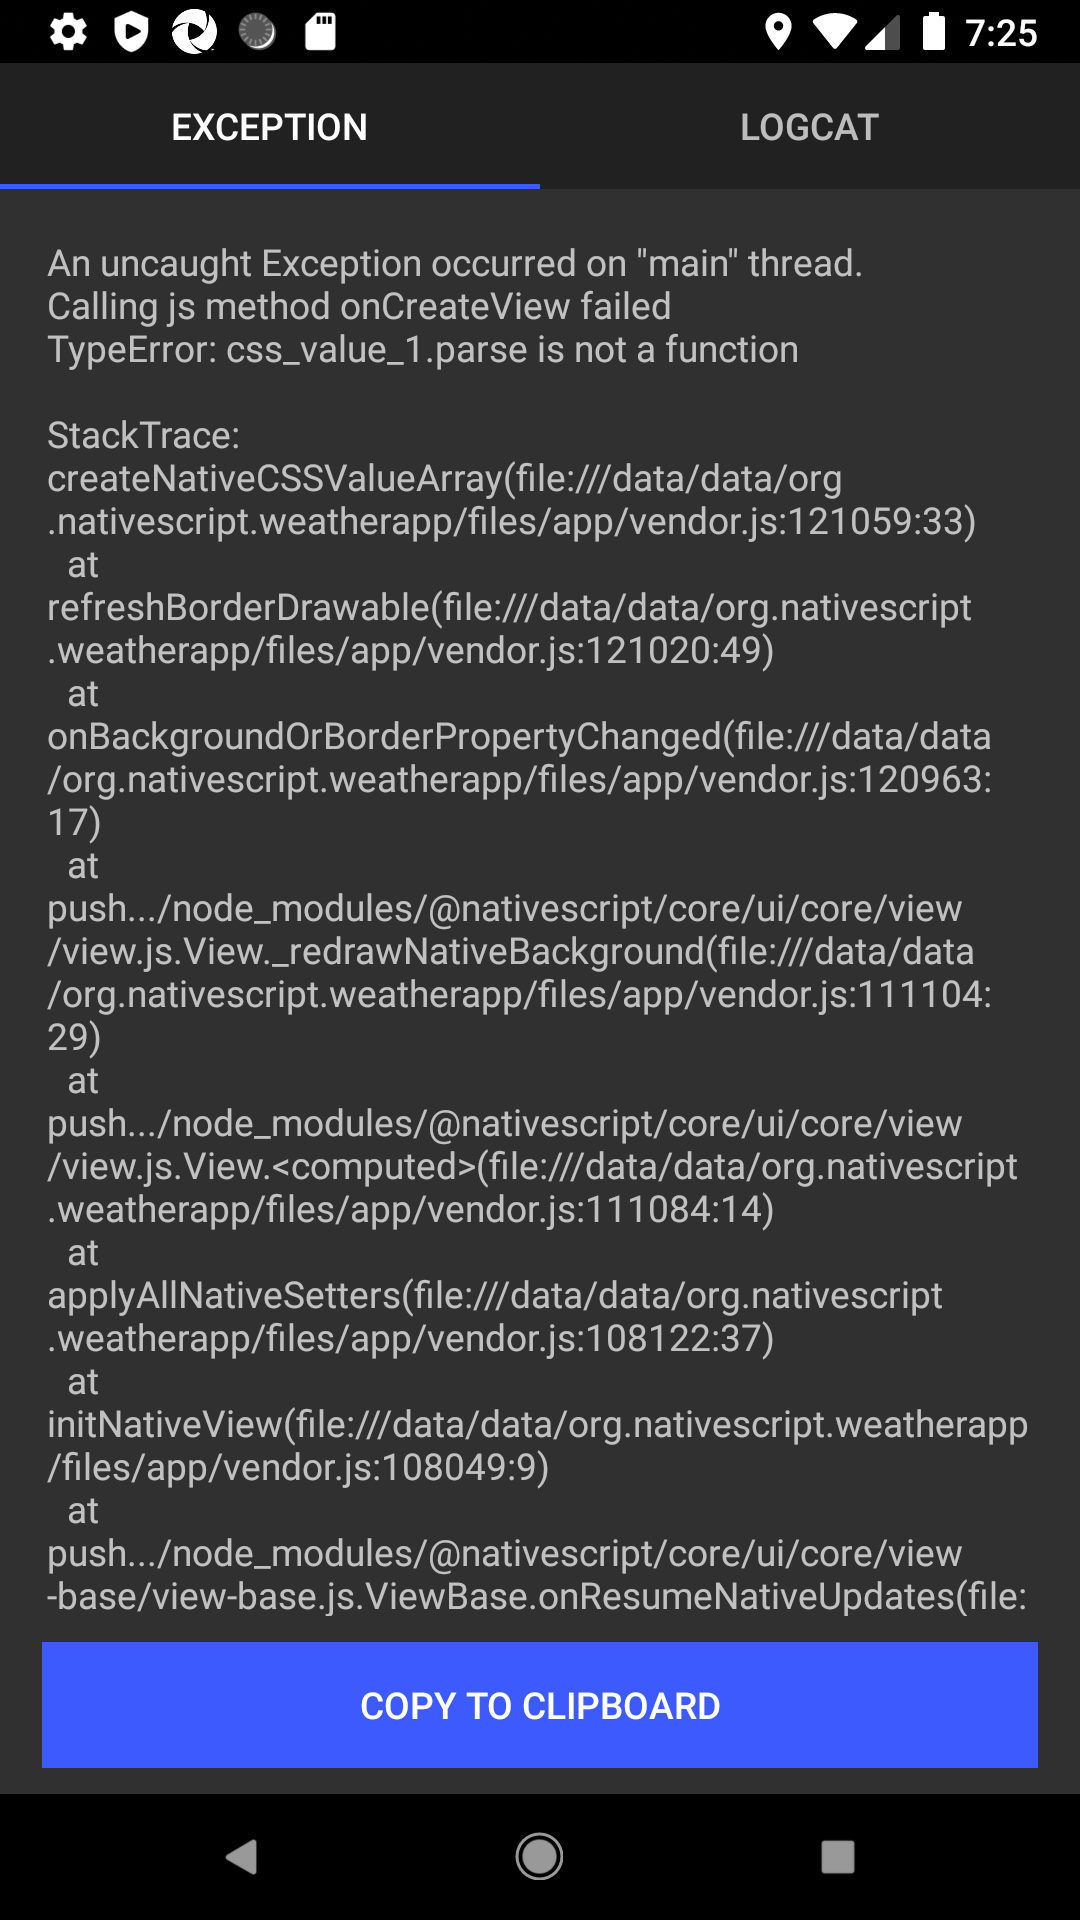 7:25
EXCEPTION
LOGCAT
An uncaught Exception occurred on "main" thread.
Calling js method onCreateView failed
TypeError: css_value_1.parse is not a function
StackTrace:
createNativeCSSValueArray(file:///data/data/org
.nativescript.weatherapp/files/app/vendor.js:121059:33)
at
refreshBorderDrawable(file:///data/data/org.nativescript
.weatherapp/files/app/vendor.js:121020:49)
at
onBackgroundOrBorderPropertyChanged(file:///data/data
/org.nativescript.weatherapp/files/app/vendor.js:120963:
17)
at
push.../node_modules/@nativescript/core/ui/core/view
/view.js.View._redrawNativeBackground(file:///data/data
/org.nativescript.weatherapp/files/app/vendor.js:111104:
29)
at
push.../node_modules/@nativescript/core/ui/core/view
/view.js.View.<computed>(file:///data/data/org.nativescript
.weatherapp/files/app/vendor.js:111084:14)
at
applyAllNativeSetters(file:///data/data/org.nativescript
.weatherapp/files/app/vendor.js:108122:37)
at
initNativeView(file:///data/data/org.nativescript.weatherapp
/files/app/vendor.js:108049:9)
at
push.../node_modules/@nativescript/core/ui/core/view
-base/view-base.js.ViewBase.onResumeNativeUpdates(file:
COPY TO CLIPBOARD